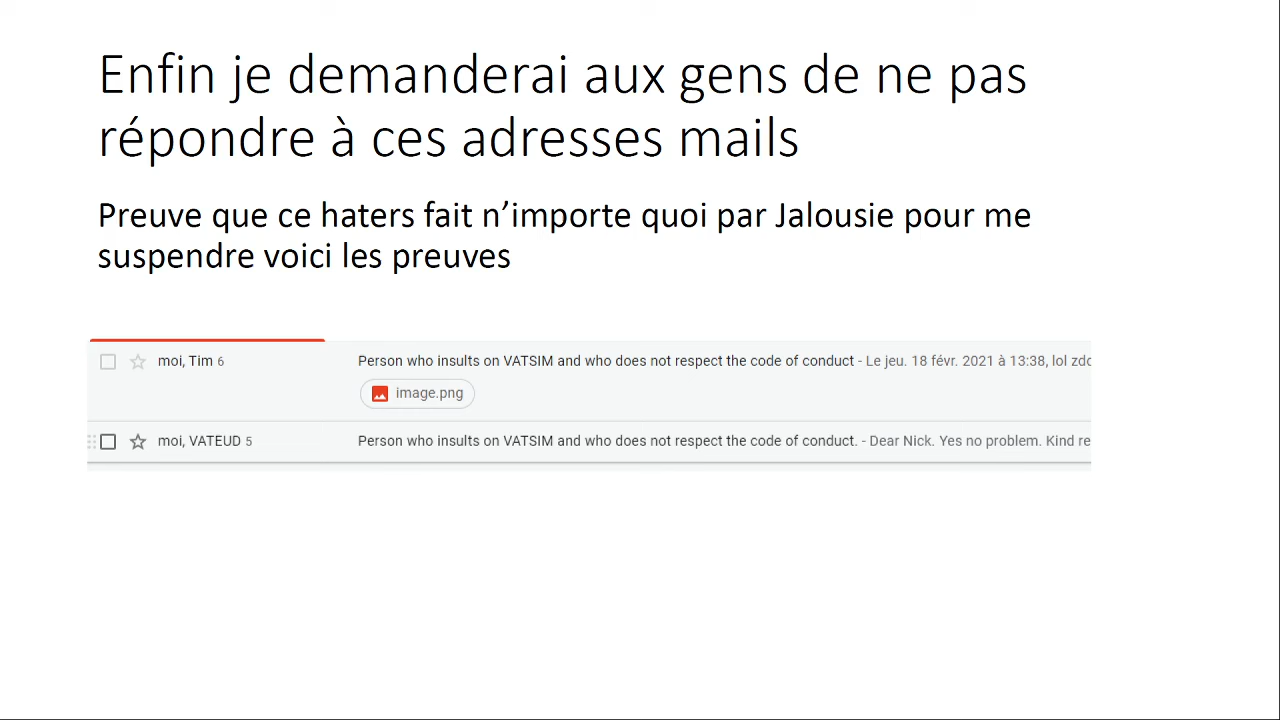 Enfin je demanderai aux gens de ne pas
répondre à ces adresses mails
Preuve que ce haters fait n’importe quoi par Jalousie pour me
suspendre voici les preuves
moi, Tim 6 Person who insults on VATSIM and who does not respect the code of conduct - Le jeu. 18 févr. 2021 à 13:38, lol zdc
image.png
moi, VATEUD 5 Person who insults on VATSIM and who does not respect the code of conduct. - Dear Nick. Yes no problem. Kind re